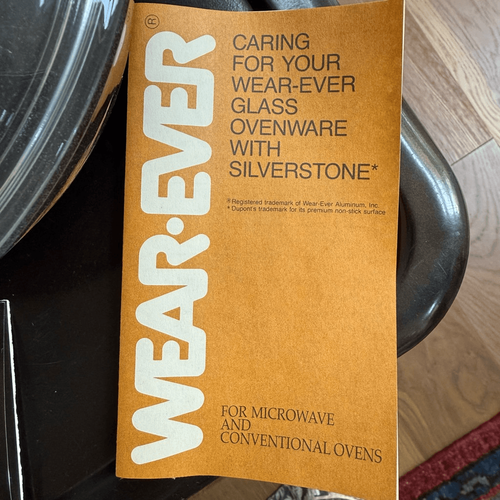 WEAR·EVER®
CARING
FOR YOUR
WEAR-EVER
GLASS
OVENWARE
WITH
SILVERSTONE*
® Registered trademark of Wear-Ever Aluminum, Inc.
* Dupont's trademark for its premium non-stick surface
FOR MICROWAVE
AND
CONVENTIONAL OVENS